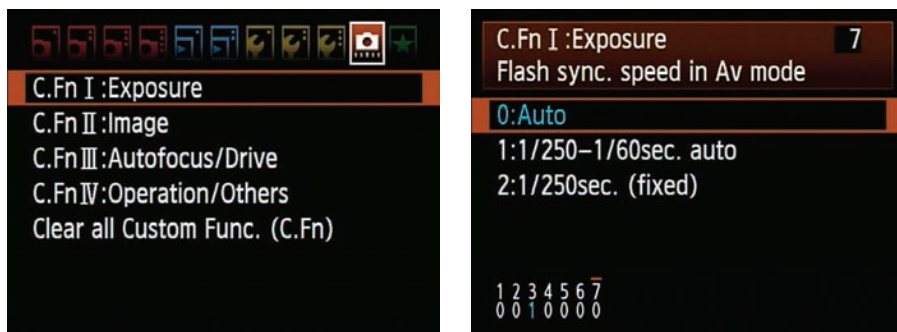 C.Fn Ⅰ :Exposure
C.Fn Ⅱ :Image
C.Fn Ⅲ :Autofocus/Drive
C.Fn Ⅳ :Operation/Others
Clear all Custom Func. (C.Fn)
C.Fn Ⅰ :Exposure 7
Flash sync. speed in Av mode
0:Auto
1:1/250–1/60sec. auto
2:1/250sec. (fixed)
1 2 3 4 5 6 7
0 0 1 0 0 0 0